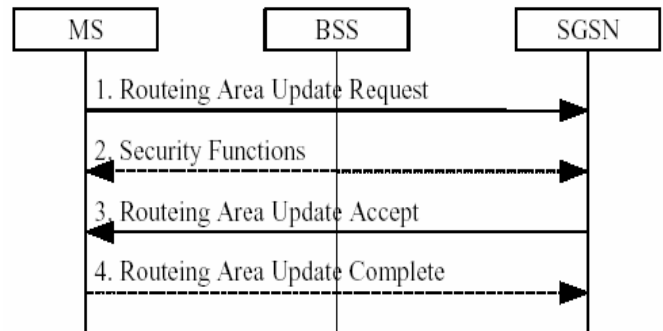 MS
BSS
SGSN
1. Routeing Area Update Request
2. Security Functions
3. Routeing Area Update Accept
4. Routeing Area Update Complete